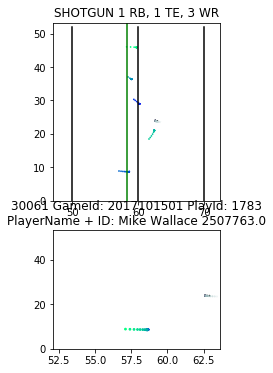 SHOTGUN 1 RB, 1 TE, 3 WR
50
40
30
20
10
0
50 60 70
30061 GameId: 2017101501 PlayId: 1783
PlayerName + ID: Mike Wallace 2507763.0
40
20
0
52.5 55.0 57.5 60.0 62.5